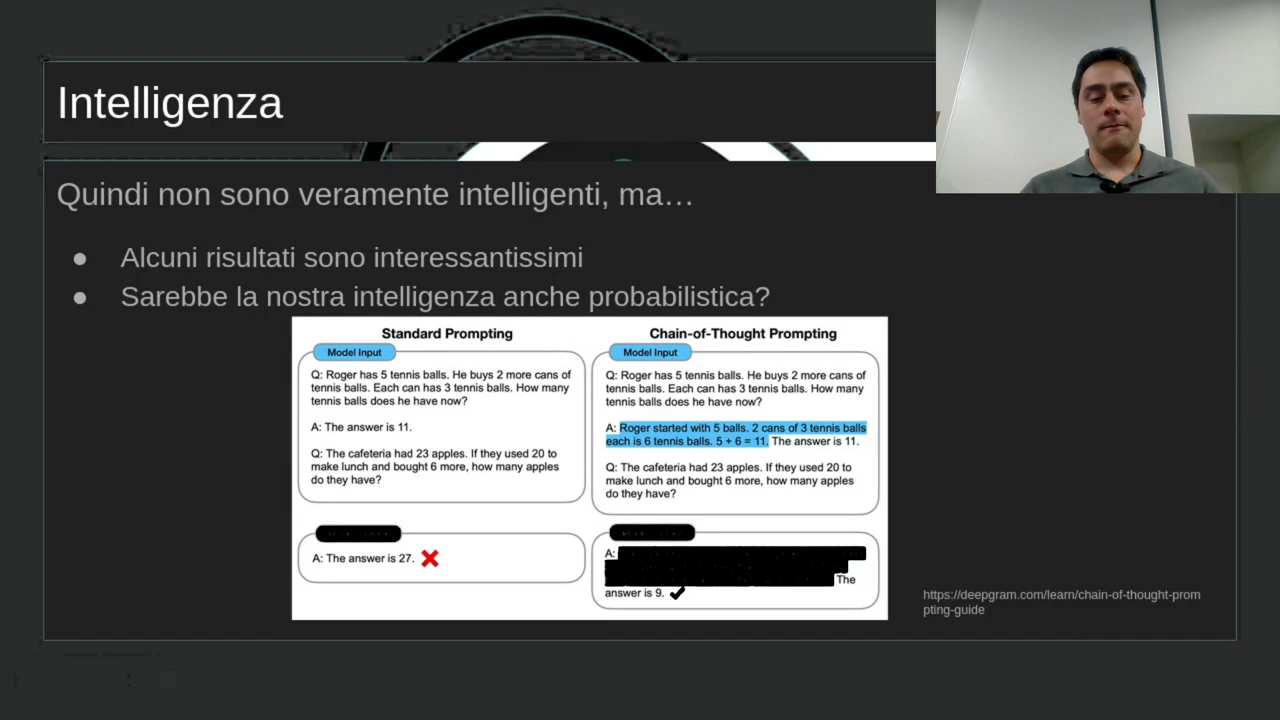 Intelligenza
Quindi non sono veramente intelligenti, ma…
● Alcuni risultati sono interessantissimi
● Sarebbe la nostra intelligenza anche probabilistica?
Standard Prompting
Model Input
Q: Roger has 5 tennis balls. He buys 2 more cans of
tennis balls. Each can has 3 tennis balls. How many
tennis balls does he have now?
A: The answer is 11.
Q: The cafeteria had 23 apples. If they used 20 to
make lunch and bought 6 more, how many apples
do they have?
A: The answer is 27.
Chain-of-Thought Prompting
Model Input
Q: Roger has 5 tennis balls. He buys 2 more cans of
tennis balls. Each can has 3 tennis balls. How many
tennis balls does he have now?
A: Roger started with 5 balls. 2 cans of 3 tennis balls
each is 6 tennis balls. 5 + 6 = 11. The answer is 11.
Q: The cafeteria had 23 apples. If they used 20 to
make lunch and bought 6 more, how many apples
do they have?
A:
The
answer is 9.
https://deepgram.com/learn/chain-of-thought-prom
pting-guide